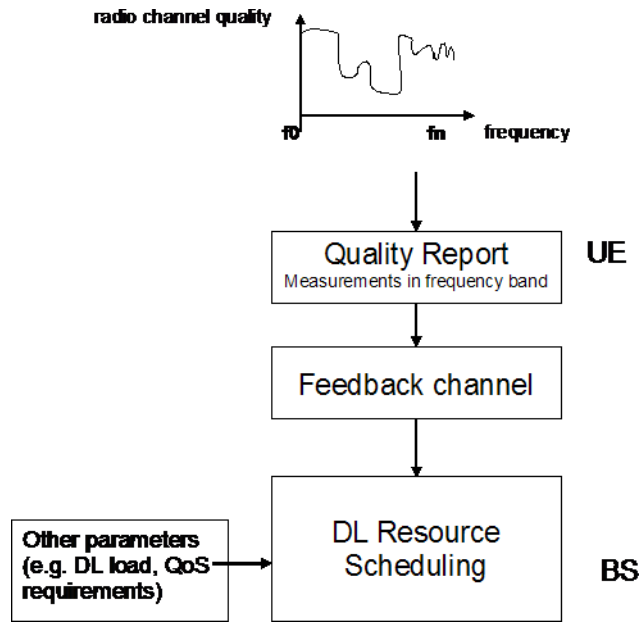 radio channel quality
f0
fn
frequency
Quality Report
Measurements in frequency band
UE
Feedback channel
Other parameters
(e.g. DL load, QoS
requirements)
DL Resource
Scheduling
BS